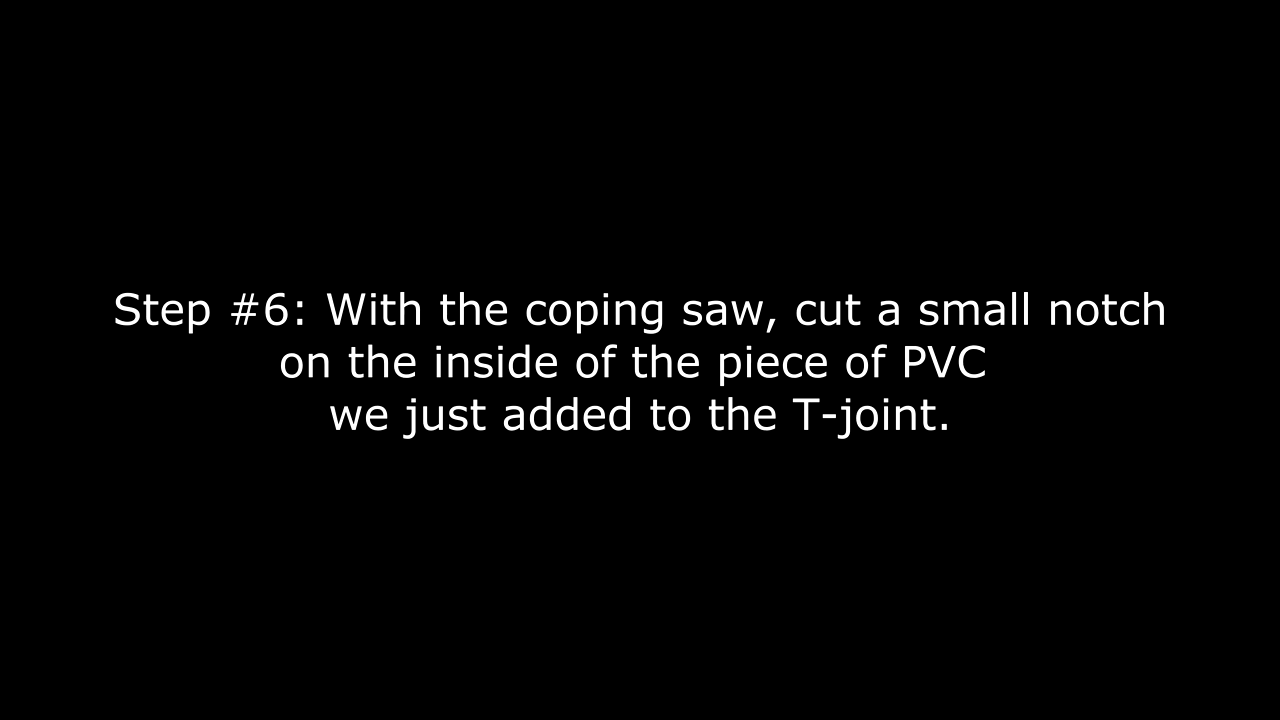 Step #6: With the coping saw, cut a small notch
on the inside of the piece of PVC
we just added to the T-joint.